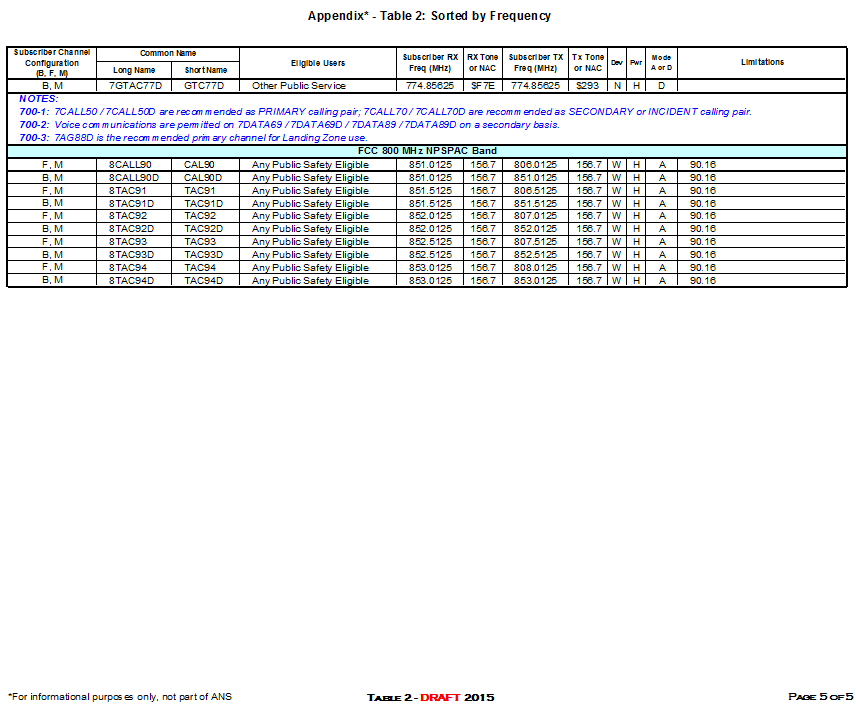 Appendix* - Table 2: Sorted by Frequency
Subscriber Channel Configuration (B, F, M) Common Name Long Name Short Name Eligible Users Subscriber RX Freq (MHz) RX Tone or NAC Subscriber TX Freq (MHz) Tx Tone or NAC Dev Pwr Mode A or D Limitations
B, M 7GTAC77D GTC77D Other Public Service 774.85625 $F7E 774.85625 $293 N H D
NOTES:
700-1: 7CALL50 / 7CALL50D are recommended as PRIMARY calling pair; 7CALL70 / 7CALL70D are recommended as SECONDARY or INCIDENT calling pair.
700-2: Voice communications are permitted on 7DATA69 / 7DATA69D / 7DATA89 / 7DATA89D on a secondary basis.
700-3: 7AG88D is the recommended primary channel for Landing Zone use.
FCC 800 MHz NPSPAC Band
F, M 8CALL90 CAL90 Any Public Safety Eligible 851.0125 156.7 806.0125 156.7 W H A 90.16
B, M 8CALL90D CAL90D Any Public Safety Eligible 851.0125 156.7 851.0125 156.7 W H A 90.16
F, M 8TAC91 TAC91 Any Public Safety Eligible 851.5125 156.7 806.5125 156.7 W H A 90.16
B, M 8TAC91D TAC91D Any Public Safety Eligible 851.5125 156.7 851.5125 156.7 W H A 90.16
F, M 8TAC92 TAC92 Any Public Safety Eligible 852.0125 156.7 807.0125 156.7 W H A 90.16
B, M 8TAC92D TAC92D Any Public Safety Eligible 852.0125 156.7 852.0125 156.7 W H A 90.16
F, M 8TAC93 TAC93 Any Public Safety Eligible 852.5125 156.7 807.5125 156.7 W H A 90.16
B, M 8TAC93D TAC93D Any Public Safety Eligible 852.5125 156.7 852.5125 156.7 W H A 90.16
F, M 8TAC94 TAC94 Any Public Safety Eligible 853.0125 156.7 808.0125 156.7 W H A 90.16
B, M 8TAC94D TAC94D Any Public Safety Eligible 853.0125 156.7 853.0125 156.7 W H A 90.16
*For informational purposes only, not part of ANS TABLE 2 - DRAFT 2015 PAGE 5 OF 5